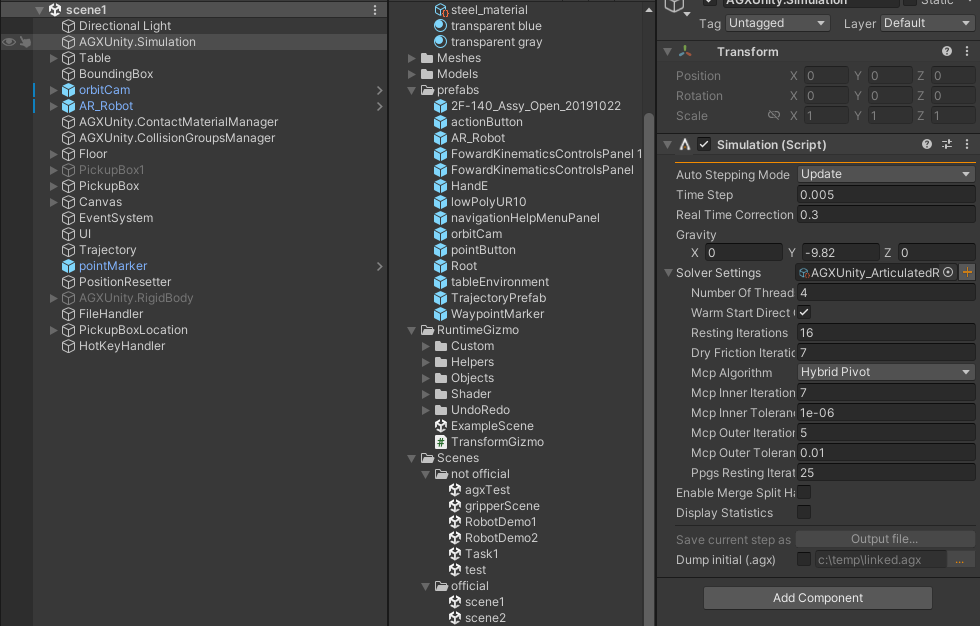 scene1
Directional Light
AGXUnity.Simulation
Table
BoundingBox
orbitCam
AR_Robot
AGXUnity.ContactMaterialManager
AGXUnity.CollisionGroupsManager
Floor
PickupBox1
PickupBox
Canvas
EventSystem
UI
Trajectory
pointMarker
PositionResetter
AGXUnity.RigidBody
FileHandler
PickupBoxLocation
HotKeyHandler
steel_material
transparent blue
transparent gray
Meshes
Models
prefabs
2F-140_Assy_Open_20191022
actionButton
AR_Robot
FowardKinematicsControlsPanel 1
FowardKinematicsControlsPanel
HandE
lowPolyUR10
navigationHelpMenuPanel
orbitCam
pointButton
Root
tableEnvironment
TrajectoryPrefab
WaypointMarker
RuntimeGizmo
Custom
Helpers
Objects
Shader
UndoRedo
ExampleScene
TransformGizmo
Scenes
not official
agxTest
gripperScene
RobotDemo1
RobotDemo2
Task1
test
official
scene1
scene2
AGXUnity.Simulation Static
Tag Untagged Layer Default
Transform
Position X 0 Y 0 Z 0
Rotation X 0 Y 0 Z 0
Scale X 1 Y 1 Z 1
Simulation (Script)
Auto Stepping Mode Update
Time Step 0.005
Real Time Correction 0.3
Gravity
X 0 Y -9.82 Z 0
Solver Settings AGXUnity_ArticulatedR
Number Of Thread 4
Warm Start Direct
Resting Iterations 16
Dry Friction Iteratio 7
Mcp Algorithm Hybrid Pivot
Mcp Inner Iteration 7
Mcp Inner Toleran 1e-06
Mcp Outer Iteration 5
Mcp Outer Toleran 0.01
Ppgs Resting Iterat 25
Enable Merge Split Ha
Display Statistics
Save current step as Output file...
Dump initial (.agx) c:\temp\linked.agx ...
Add Component